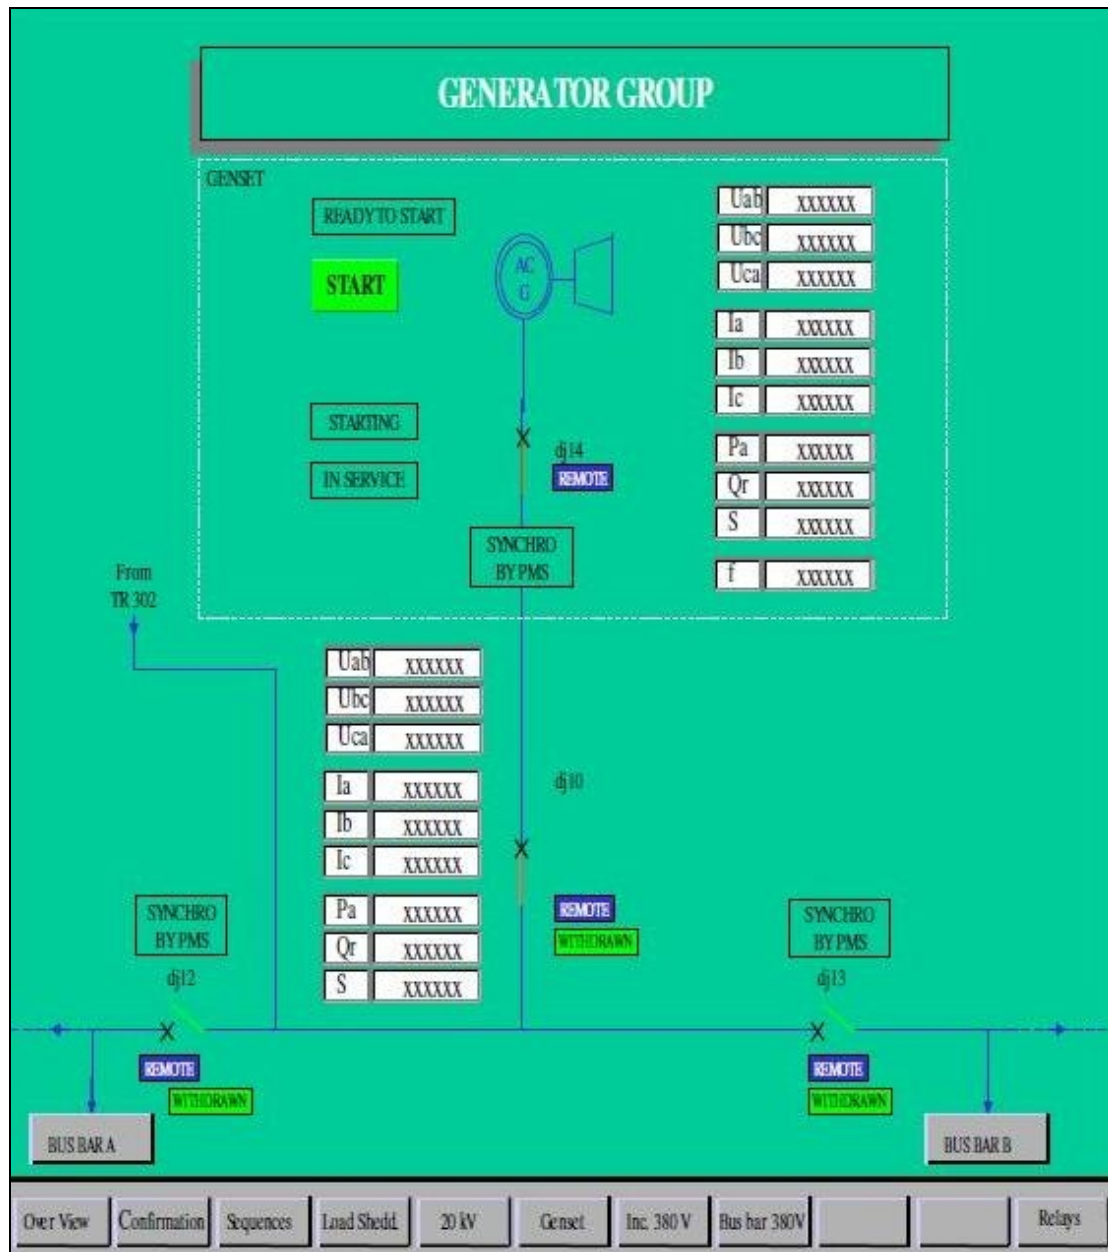 GENERATOR GROUP
GENSET
READY TO START
START
STARTING
IN SERVICE
AC
G
dj14
REMOTE
SYNCHRO
BY PMS
Uab XXXXXX
Ubc XXXXXX
Uca XXXXXX
Ia XXXXXX
Ib XXXXXX
Ic XXXXXX
Pa XXXXXX
Qr XXXXXX
S XXXXXX
f XXXXXX
From
TR 302
Uab XXXXXX
Ubc XXXXXX
Uca XXXXXX
Ia XXXXXX
Ib XXXXXX
Ic XXXXXX
Pa XXXXXX
Qr XXXXXX
S XXXXXX
dj10
REMOTE
WITHDRAWN
SYNCHRO
BY PMS
dj12
REMOTE
WITHDRAWN
SYNCHRO
BY PMS
dj13
REMOTE
WITHDRAWN
BUS BAR A
BUS BAR B
Over View Confirmation Sequences Load Shedd. 20 kV Genset Inc. 380 V Bus bar 380V Relays